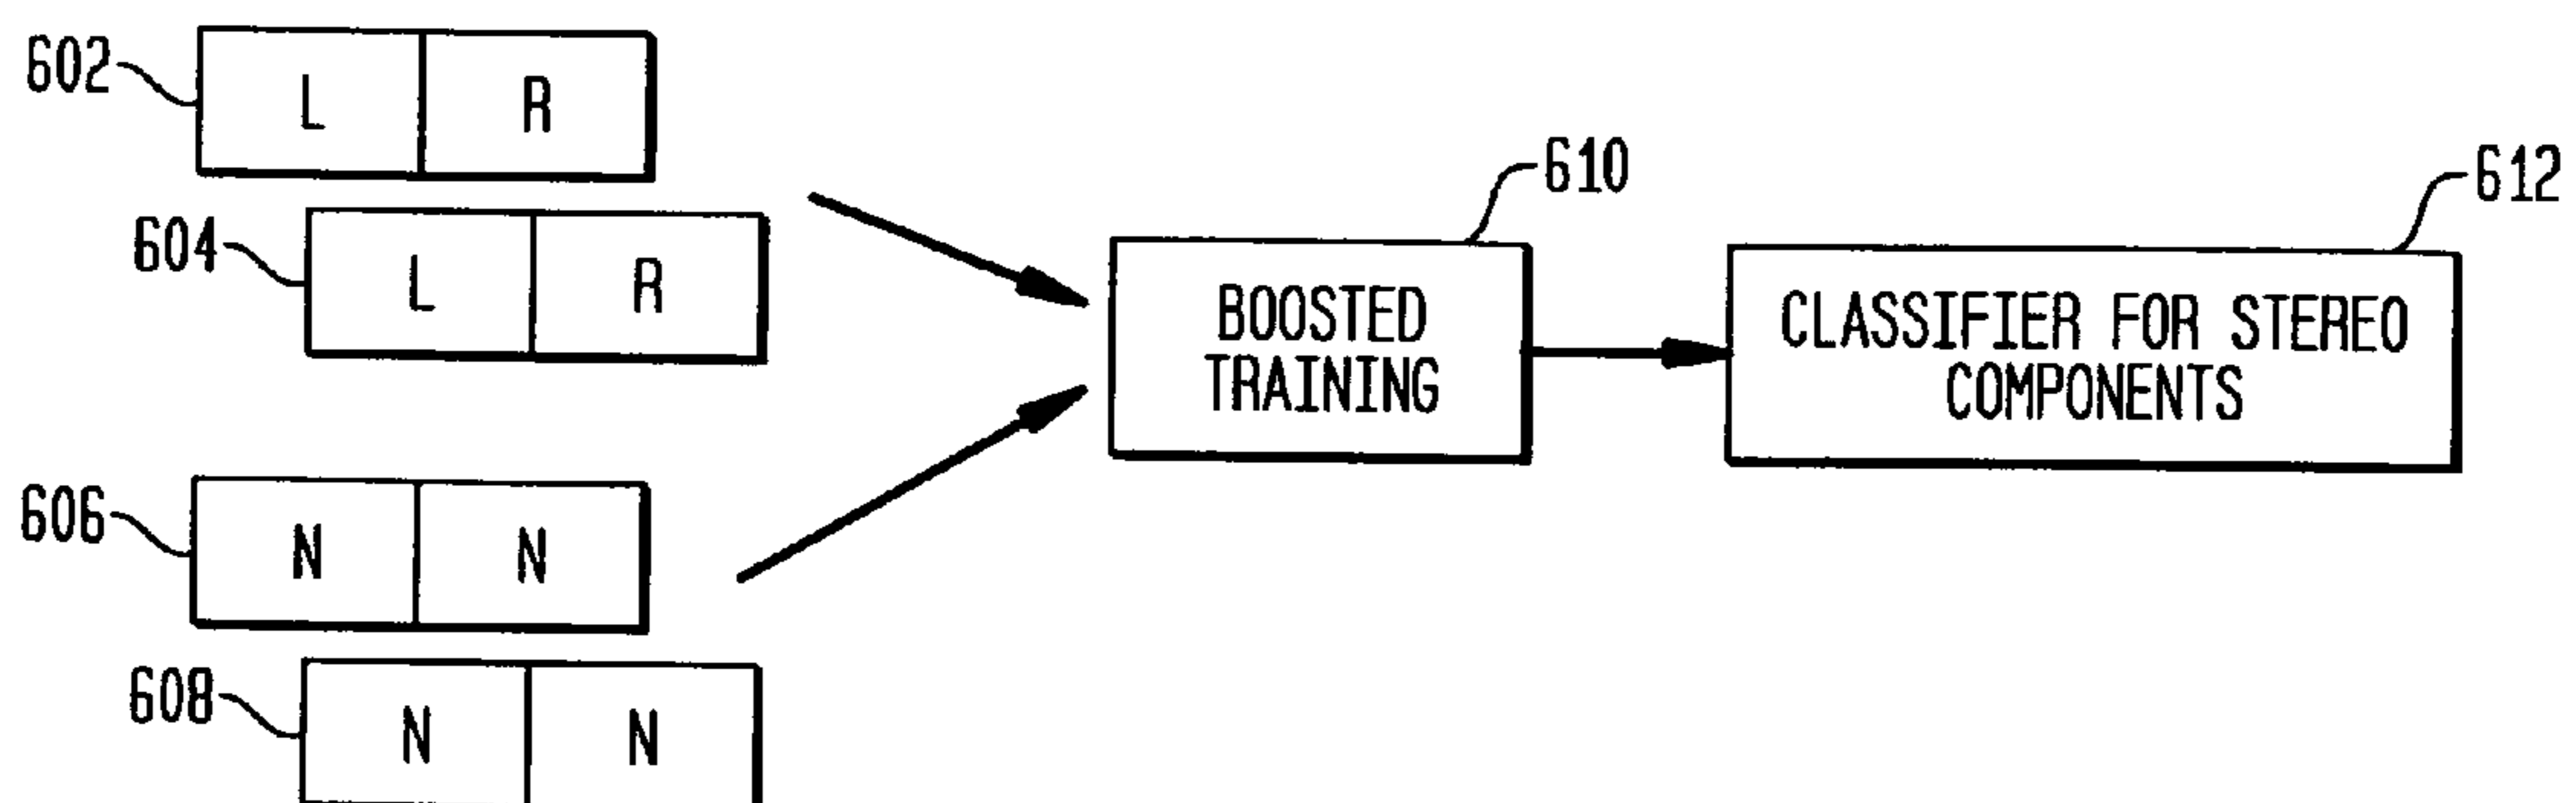 602
L R
604
L R
610
612
BOOSTED
TRAINING
CLASSIFIER FOR STEREO
COMPONENTS
606
N N
608
N N